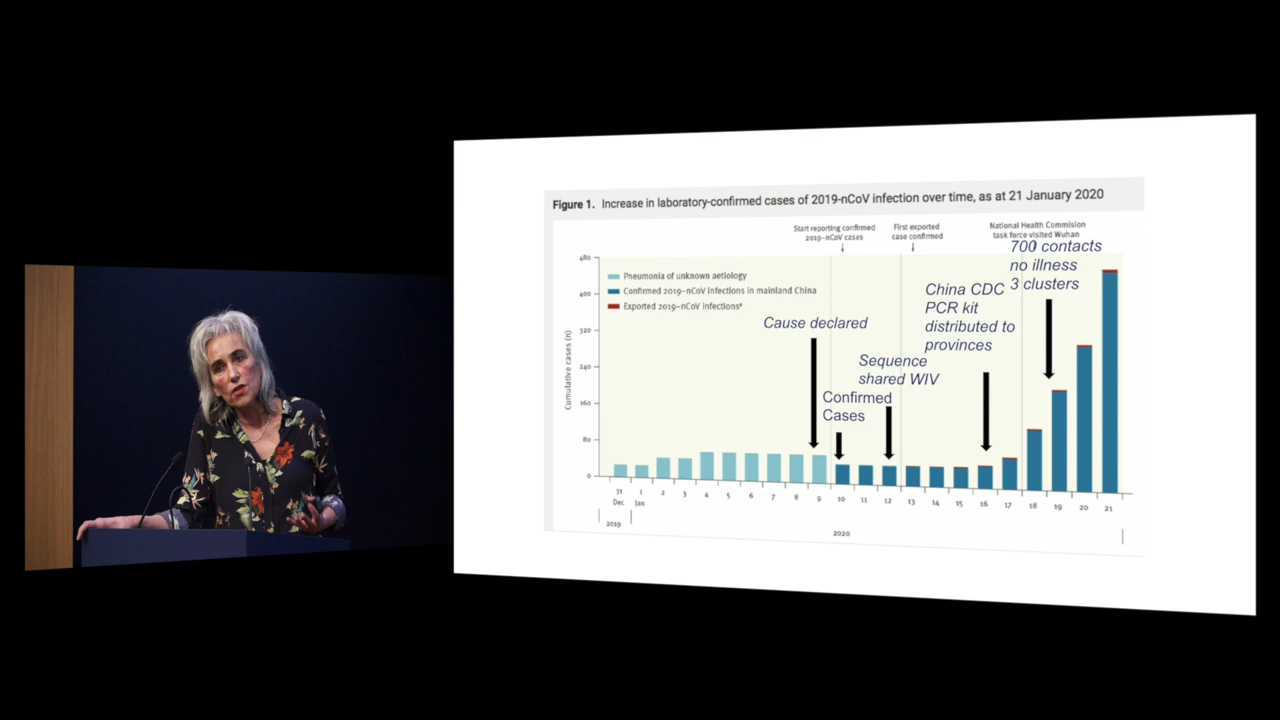 Figure 1. Increase in laboratory-confirmed cases of 2019-nCoV infection over time, as at 21 January 2020
Start reporting confirmed
2019–nCoV cases
First exported
case confirmed
National Health Commision
task force visited Wuhan
700 contacts
no illness
3 clusters
China CDC
PCR kit
distributed to
provinces
Cause declared
Sequence
shared WIV
Confirmed
Cases
Pneumonia of unknown aetiology
Confirmed 2019–nCoV infections in mainland China
Exported 2019–nCoV infectionsª
Cumulative cases (n)
480
400
320
240
160
80
0
31 1 2 3 4 5 6 7 8 9 10 11 12 13 14 15 16 17 18 19 20 21
Dec Jan
2019 2020